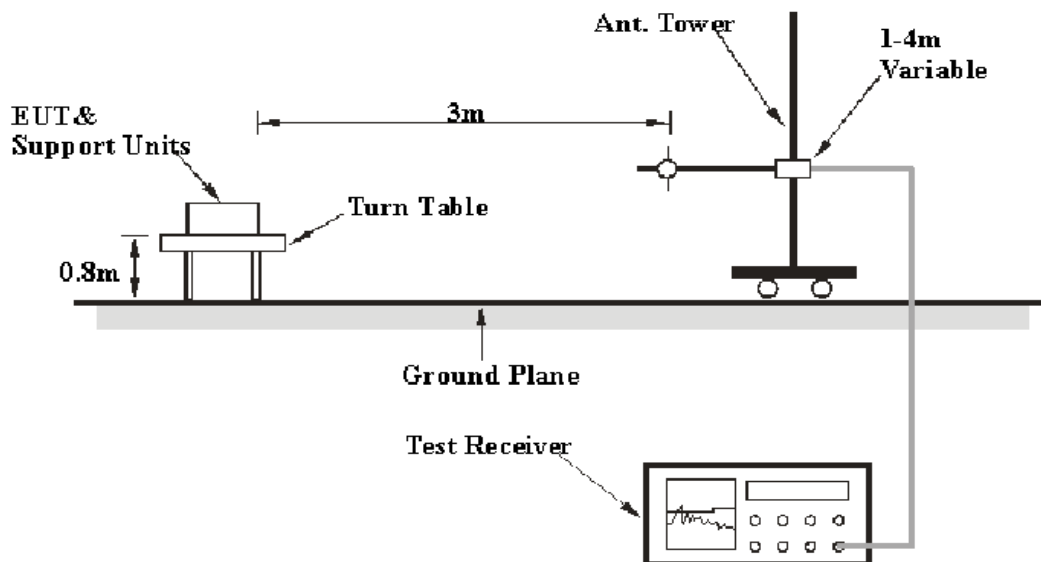 Ant. Tower
1-4m
Variable
EUT &
Support Units
3m
Turn Table
0.8m
Ground Plane
Test Receiver